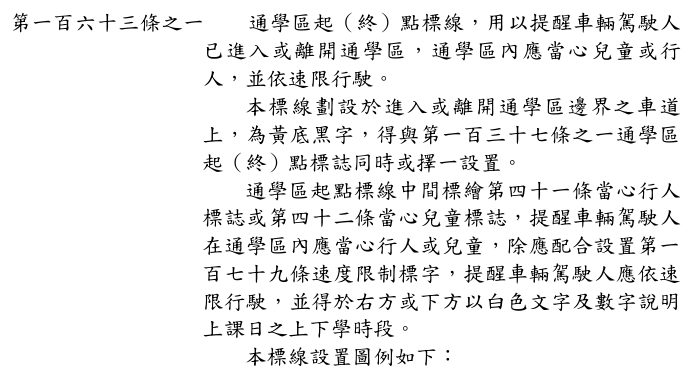 第一百六十三條之一　　通學區起（終）點標線，用以提醒車輛駕駛人
已進入或離開通學區，通學區內應當心兒童或行
人，並依速限行駛。
本標線劃設於進入或離開通學區邊界之車道
上，為黃底黑字，得與第一百三十七條之一通學區
起（終）點標誌同時或擇一設置。
通學區起點標線中間標繪第四十一條當心行人
標誌或第四十二條當心兒童標誌，提醒車輛駕駛人
在通學區內應當心行人或兒童，除應配合設置第一
百七十九條速度限制標字，提醒車輛駕駛人應依速
限行駛，並得於右方或下方以白色文字及數字說明
上課日之上下學時段。
本標線設置圖例如下：